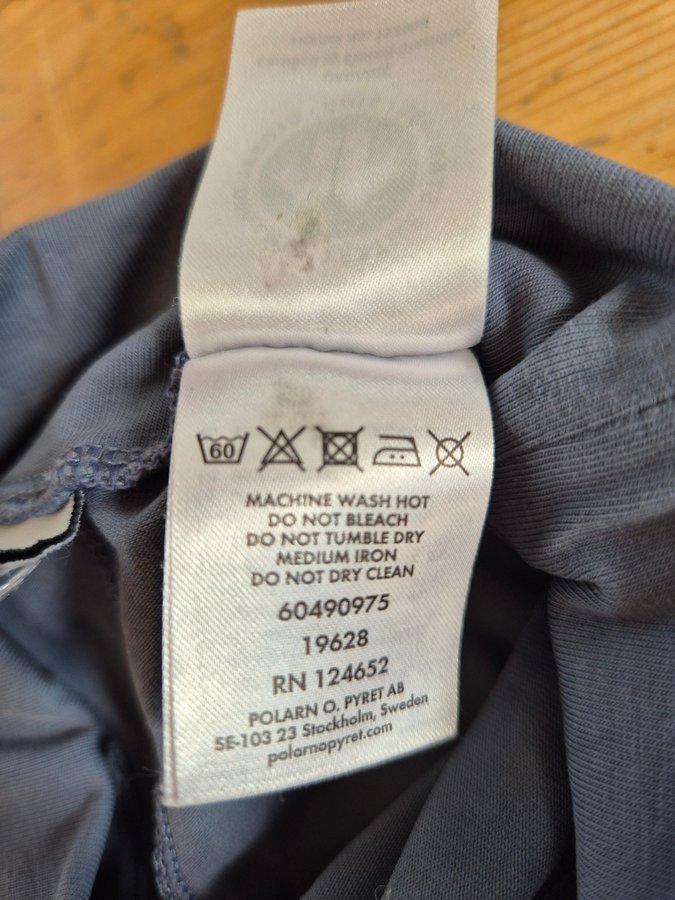 60
MACHINE WASH HOT
DO NOT BLEACH
DO NOT TUMBLE DRY
MEDIUM IRON
DO NOT DRY CLEAN
60490975
19628
RN 124652
POLARN O. PYRET AB
SE-103 23 Stockholm, Sweden
polarnopyret.com